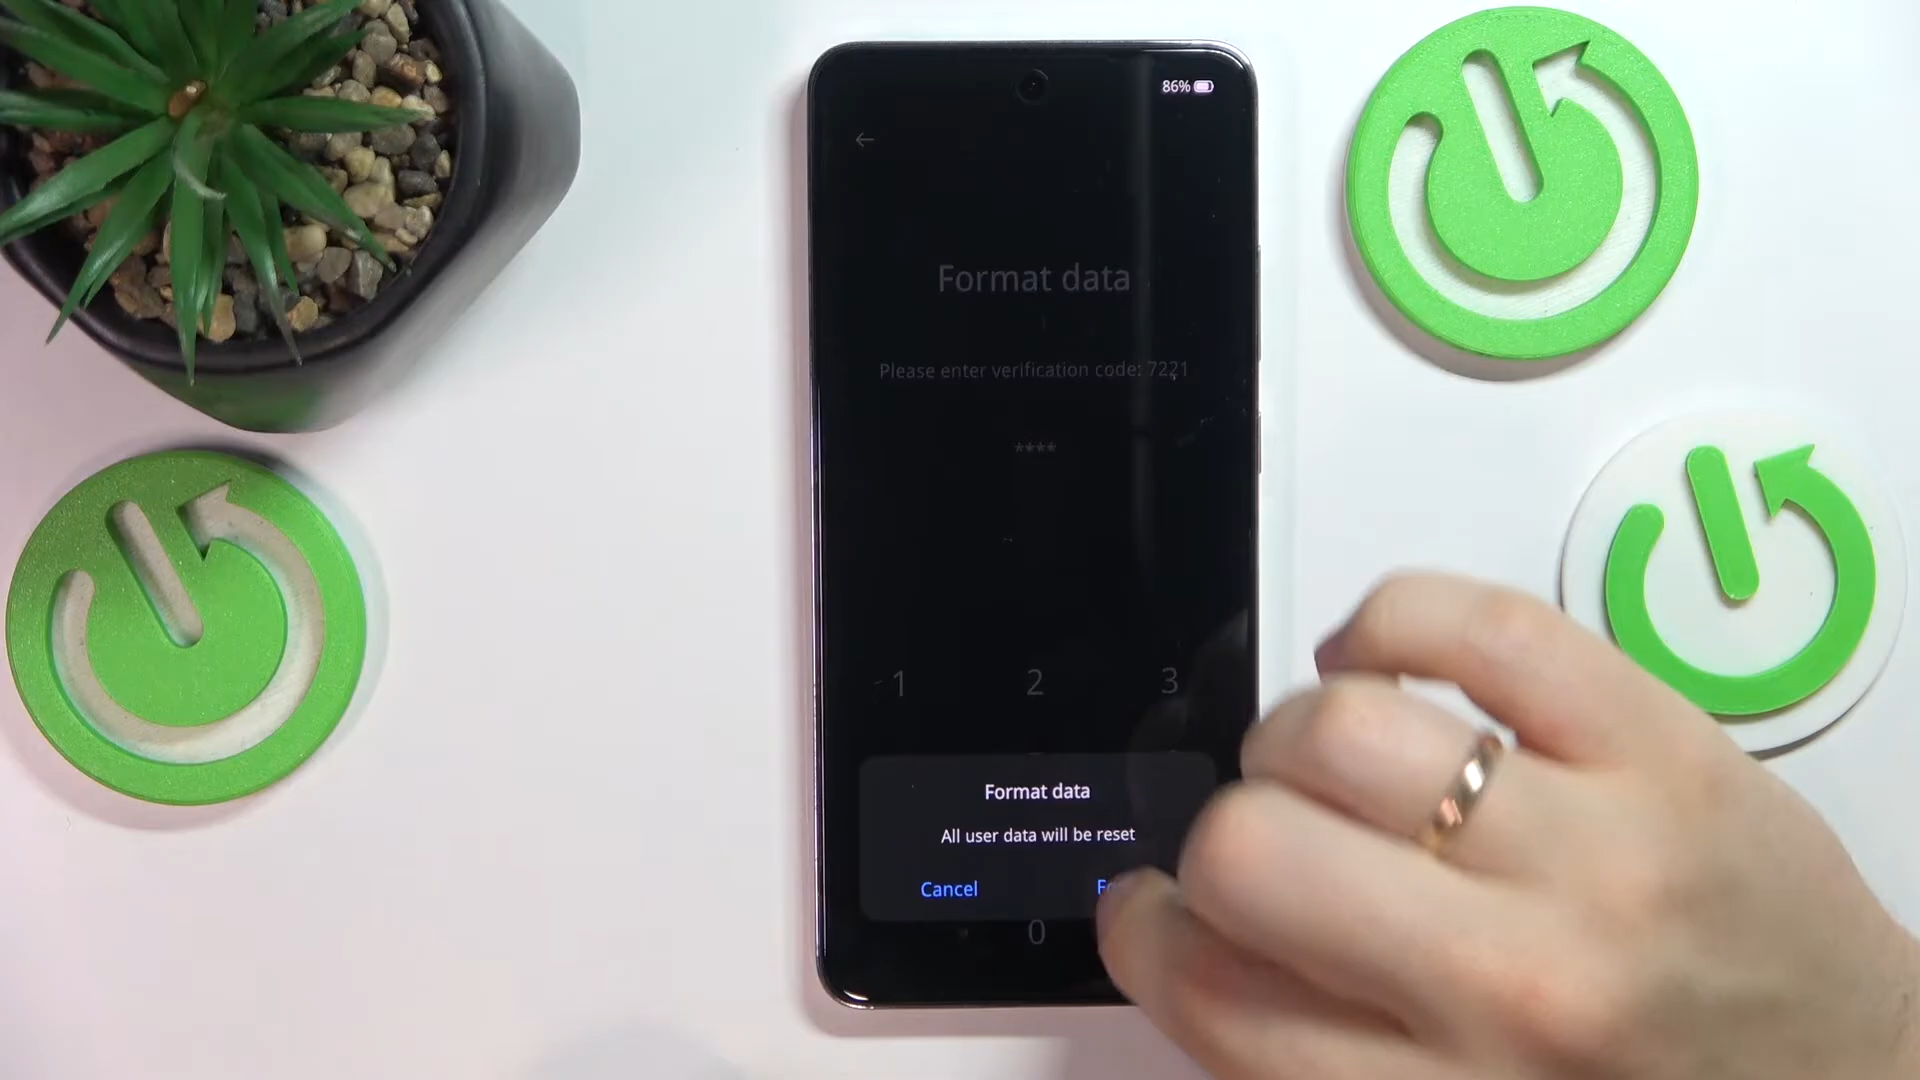 86%
Format data
Please enter verification code: 7221
****
1 2 3
Format data
All user data will be reset
Cancel
0